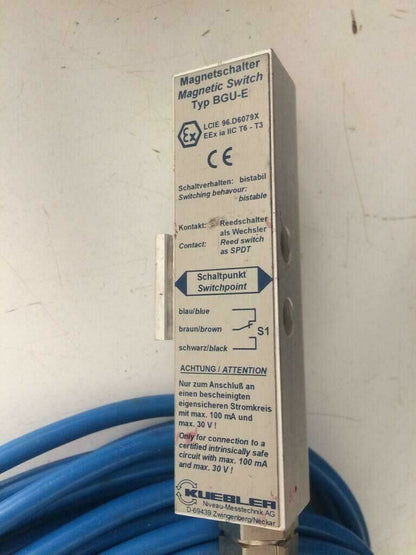 Magnetschalter
Magnetic Switch
Typ BGU-E
Ex
LCIE 96.D6079X
EEx ia IIC T6 - T3
CE
Schaltverhalten: bistabil
Switching behavour: bistable
Kontakt: Reedschalter
als Wechsler
Contact: Reed switch
as SPDT
Schaltpunkt
Switchpoint
blau/blue
braun/brown
S1
schwarz/black
ACHTUNG / ATTENTION
Nur zum Anschluß an
einen bescheinigten
eigensicheren Stromkreis
mit max. 100 mA und
max. 30 V !
Only for connection to a
certified intrinsically safe
circuit with max. 100 mA
and max. 30 V !
KUEBLER
Niveau-Messtechnik AG
D-69439 Zwingenberg/Neckar